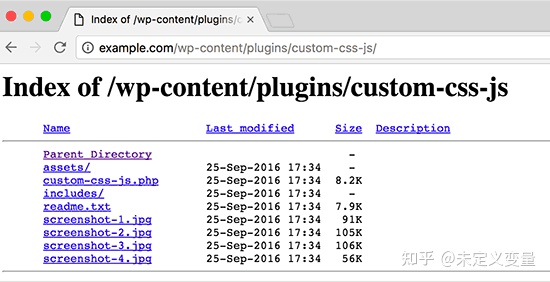 Index of /wp-content/plugins/c
example.com/wp-content/plugins/custom-css-js/
Index of /wp-content/plugins/custom-css-js
Name Last modified Size Description
Parent Directory -
assets/ 25-Sep-2016 17:34 -
custom-css-js.php 25-Sep-2016 17:34 8.2K
includes/ 25-Sep-2016 17:34 -
readme.txt 25-Sep-2016 17:34 7.9K
screenshot-1.jpg 25-Sep-2016 17:34 91K
screenshot-2.jpg 25-Sep-2016 17:34 105K
screenshot-3.jpg 25-Sep-2016 17:34 106K
screenshot-4.jpg 25-Sep-2016 17:34 56K
知乎 @未定义变量